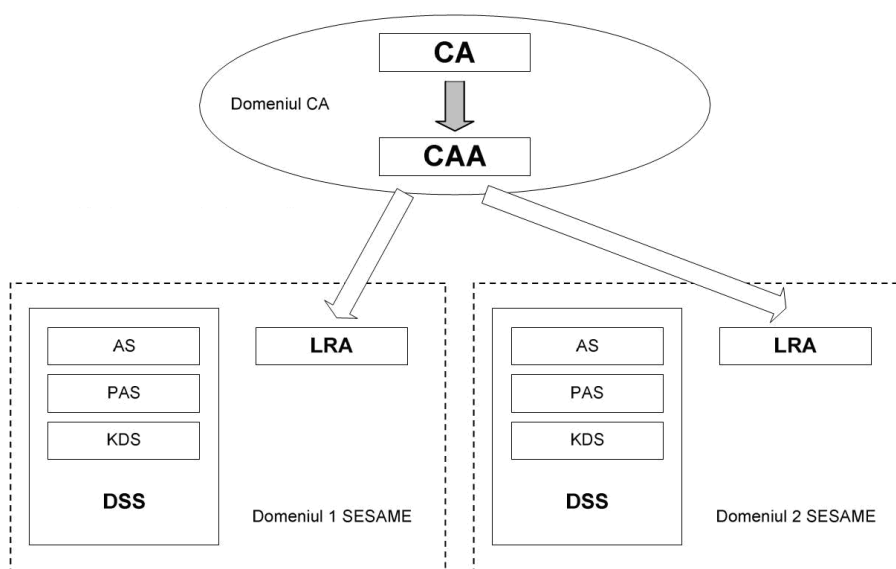 CA
Domeniul CA
CAA
AS
LRA
PAS
KDS
DSS
Domeniul 1 SESAME
AS
LRA
PAS
KDS
DSS
Domeniul 2 SESAME